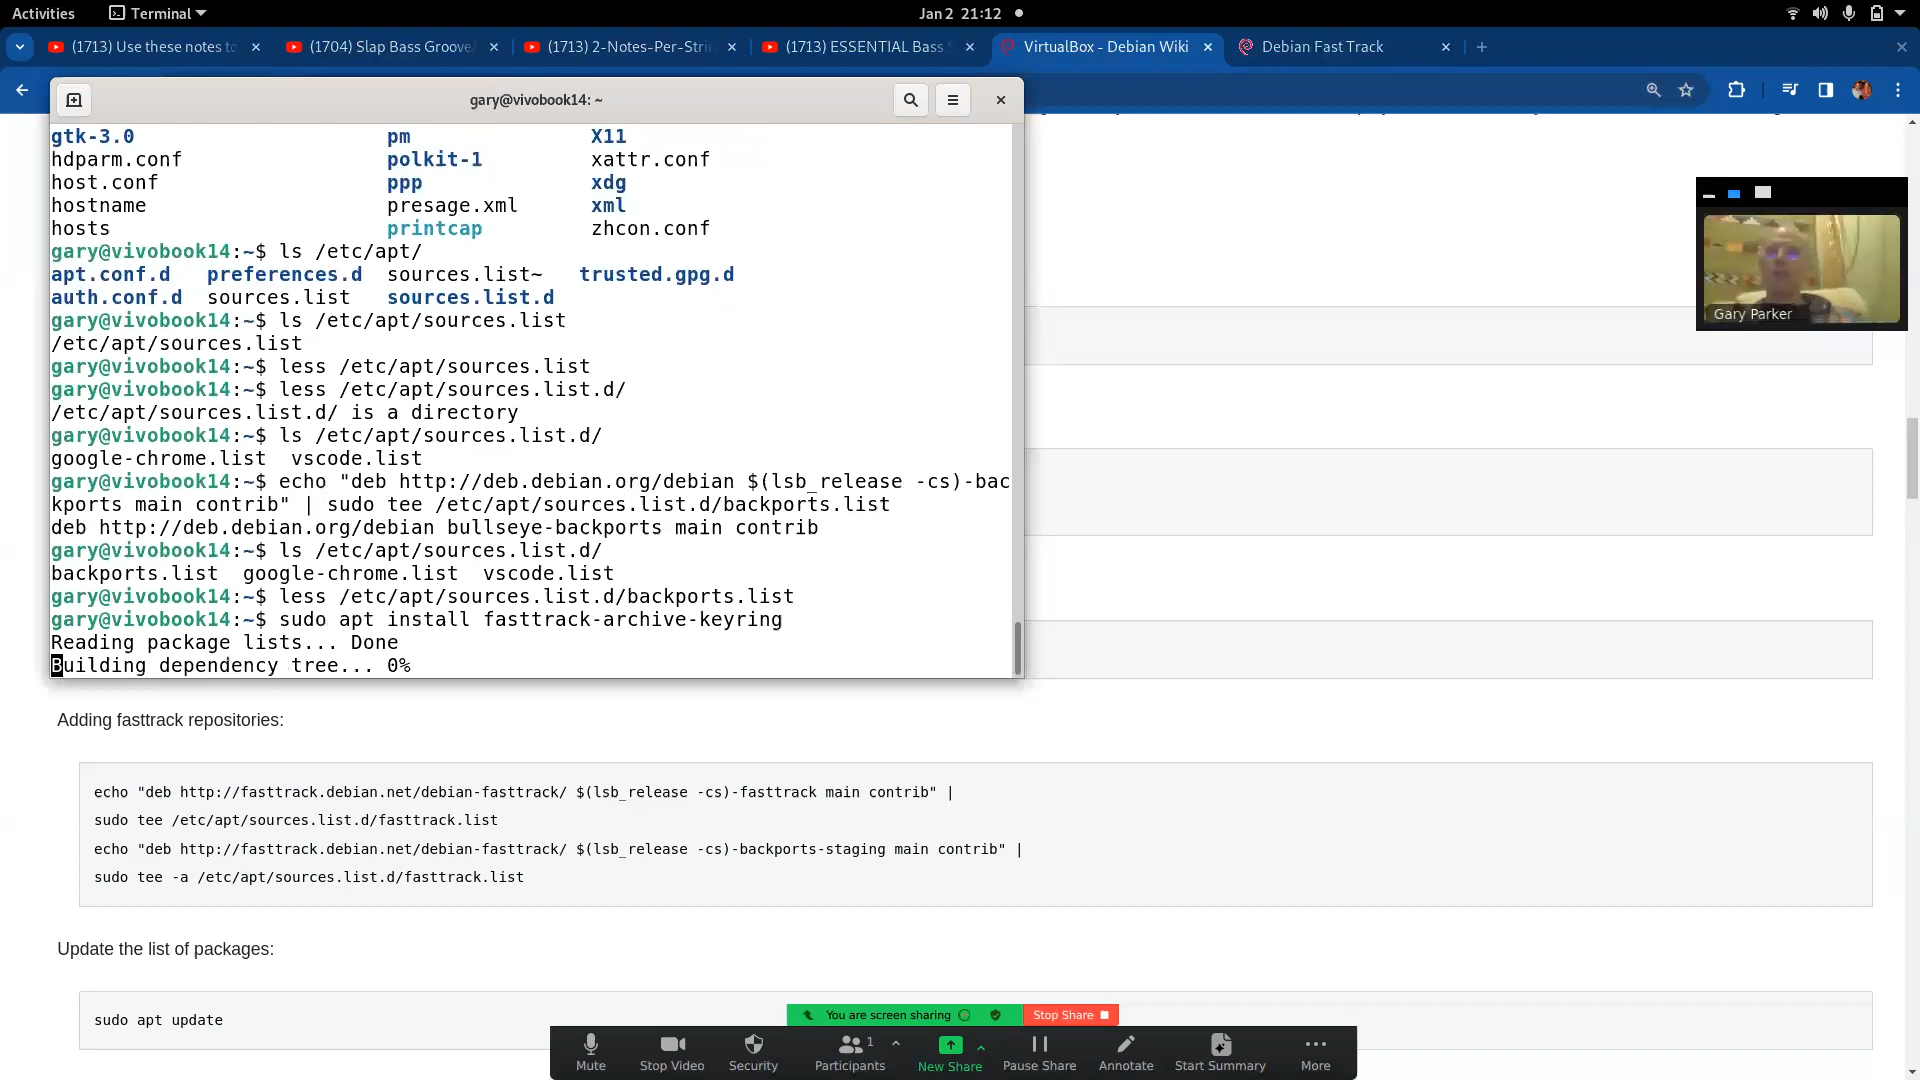 Activities Terminal Jan 2 21:12
(1713) Use these notes to (1704) Slap Bass Groove (1713) 2-Notes-Per-Stri (1713) ESSENTIAL Bass VirtualBox - Debian Wiki Debian Fast Track
gary@vivobook14: ~
gtk-3.0 pm X11
hdparm.conf polkit-1 xattr.conf
host.conf ppp xdg
hostname presage.xml xml
hosts printcap zhcon.conf
gary@vivobook14:~$ ls /etc/apt/
apt.conf.d preferences.d sources.list~ trusted.gpg.d
auth.conf.d sources.list sources.list.d
gary@vivobook14:~$ ls /etc/apt/sources.list
/etc/apt/sources.list
gary@vivobook14:~$ less /etc/apt/sources.list
gary@vivobook14:~$ less /etc/apt/sources.list.d/
/etc/apt/sources.list.d/ is a directory
gary@vivobook14:~$ ls /etc/apt/sources.list.d/
google-chrome.list vscode.list
gary@vivobook14:~$ echo "deb http://deb.debian.org/debian $(lsb_release -cs)-bac
kports main contrib" | sudo tee /etc/apt/sources.list.d/backports.list
deb http://deb.debian.org/debian bullseye-backports main contrib
gary@vivobook14:~$ ls /etc/apt/sources.list.d/
backports.list google-chrome.list vscode.list
gary@vivobook14:~$ less /etc/apt/sources.list.d/backports.list
gary@vivobook14:~$ sudo apt install fasttrack-archive-keyring
Reading package lists... Done
Building dependency tree... 0%
Gary Parker
Adding fasttrack repositories:
echo "deb http://fasttrack.debian.net/debian-fasttrack/ $(lsb_release -cs)-fasttrack main contrib" |
sudo tee /etc/apt/sources.list.d/fasttrack.list
echo "deb http://fasttrack.debian.net/debian-fasttrack/ $(lsb_release -cs)-backports-staging main contrib" |
sudo tee -a /etc/apt/sources.list.d/fasttrack.list
Update the list of packages:
sudo apt update
You are screen sharing Stop Share
1
Mute Stop Video Security Participants New Share Pause Share Annotate Start Summary More